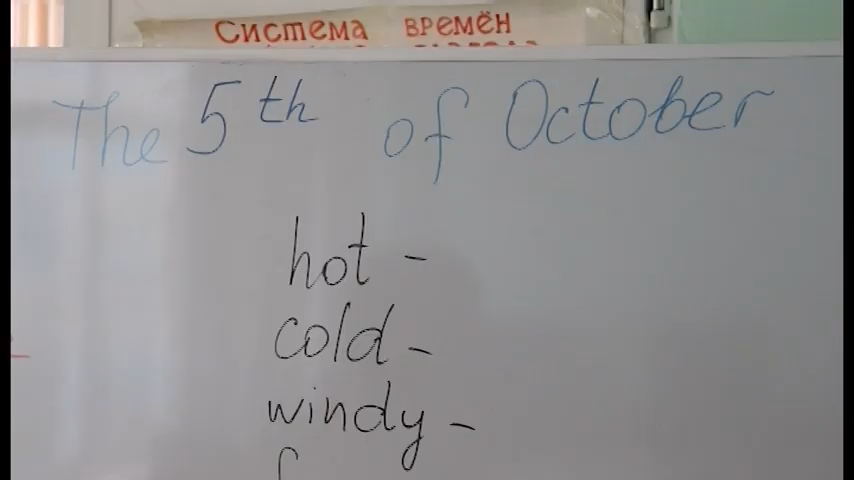 Система времён
The 5th of October
hot -
cold -
windy -